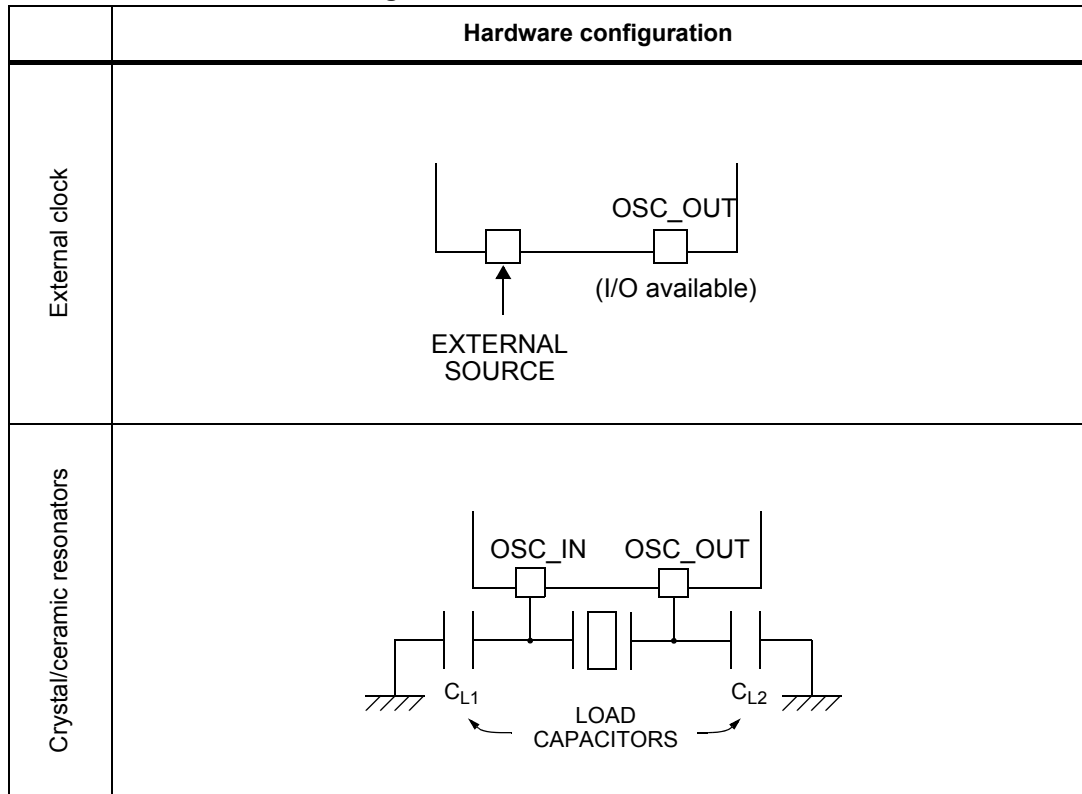 Hardware configuration
External clock
OSC_OUT
(I/O available)
EXTERNAL
SOURCE
Crystal/ceramic resonators
OSC_IN OSC_OUT
CL1
CL2
LOAD
CAPACITORS